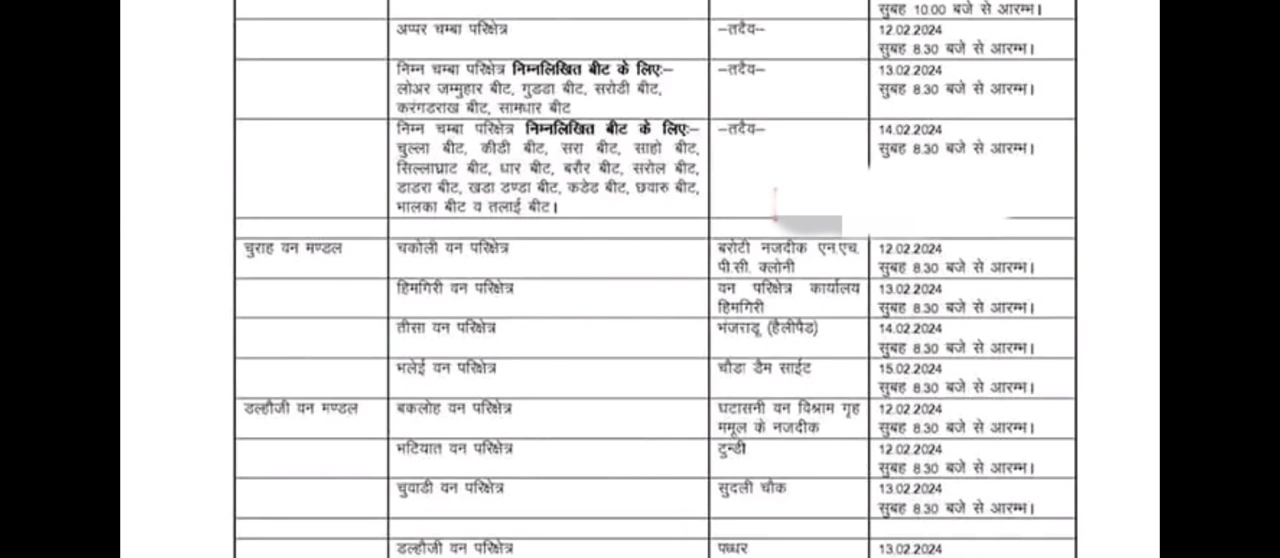 सुबह 10.00 बजे से आरम्भ।
अप्पर चम्बा परिक्षेत्र
–तदैव–
12.02.2024
सुबह 8.30 बजे से आरम्भ।
निम्न चम्बा परिक्षेत्र निम्नलिखित बीट के लिए:–
लोअर जम्मुहार बीट, गुडडा बीट, सरोडी बीट,
करंगडराख बीट, सामधार बीट
–तदैव–
13.02.2024
सुबह 8.30 बजे से आरम्भ।
निम्न चम्बा परिक्षेत्र निम्नलिखित बीट के लिए:–
चुल्ला बीट, कीढी बीट, सरा बीट, साहो बीट,
सिल्लाघ्राट बीट, धार बीट, बरौर बीट, सरोल बीट,
डाडरा बीट, खडा डण्डा बीट, कडेड बीट, छवारु बीट,
भालका बीट व तलाई बीट।
–तदैव–
14.02.2024
सुबह 8.30 बजे से आरम्भ।
चुराह वन मण्डल
चकोली वन परिक्षेत्र
बरोटी नजदीक एन.एच.
पी.सी. क्लोनी
12.02.2024
सुबह 8.30 बजे से आरम्भ।
हिमगिरी वन परिक्षेत्र
वन परिक्षेत्र कार्यालय
हिमगिरी
13.02.2024
सुबह 8.30 बजे से आरम्भ।
तीसा वन परिक्षेत्र
भंजराडू (हैलीपैड)
14.02.2024
सुबह 8.30 बजे से आरम्भ।
भलेई वन परिक्षेत्र
चौडा डैम साईट
15.02.2024
सुबह 8.30 बजे से आरम्भ।
डल्हौजी वन मण्डल
बकलोह वन परिक्षेत्र
घटासनी वन विश्राम गृह
ममूल के नजदीक
12.02.2024
सुबह 8.30 बजे से आरम्भ।
भटियात वन परिक्षेत्र
टुन्डी
12.02.2024
सुबह 8.30 बजे से आरम्भ।
चुवाडी वन परिक्षेत्र
सुदली चौक
13.02.2024
सुबह 8.30 बजे से आरम्भ।
डल्हौजी वन परिक्षेत्र
पध्धर
13.02.2024